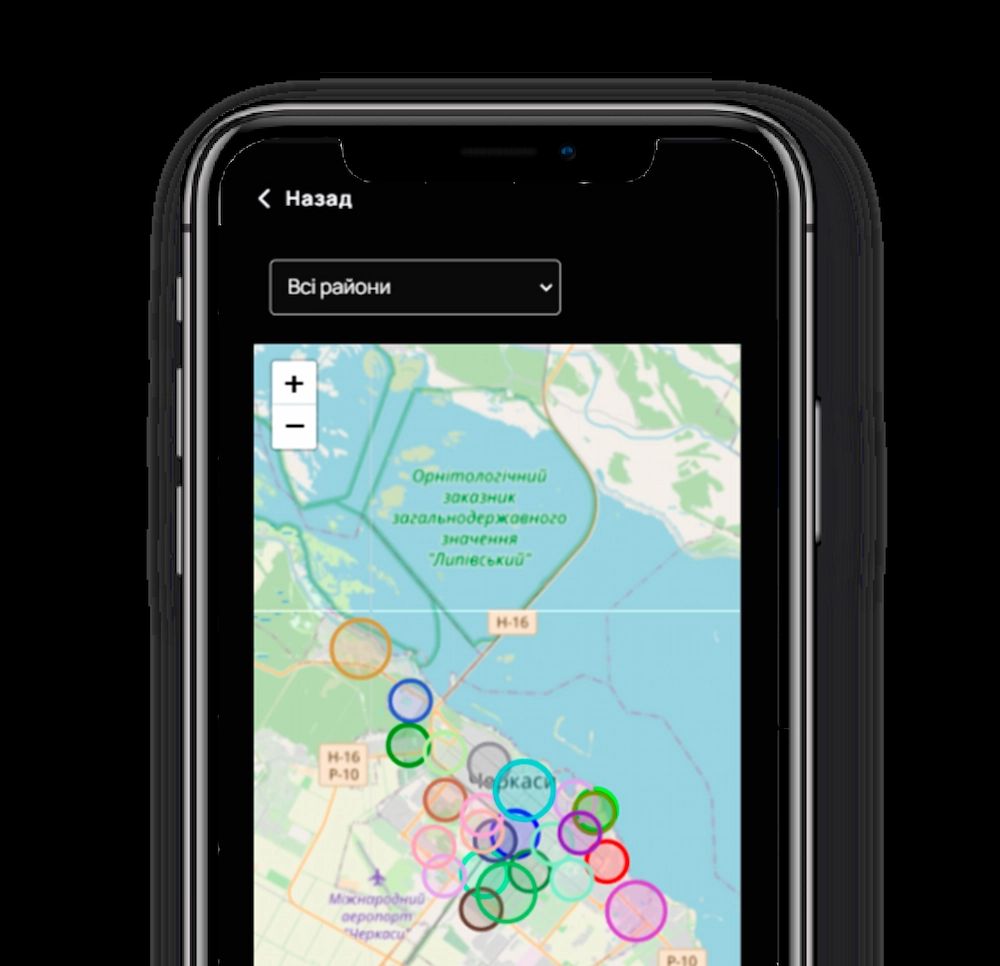 Назад
Всі райони
+
−
Орнітологічний
заказник
загальнодержавного
значення
"Липівський"
Н-16
Н-16
Р-10
Черкаси
Міжнародний
аеропорт
"Черкаси"
Р-10